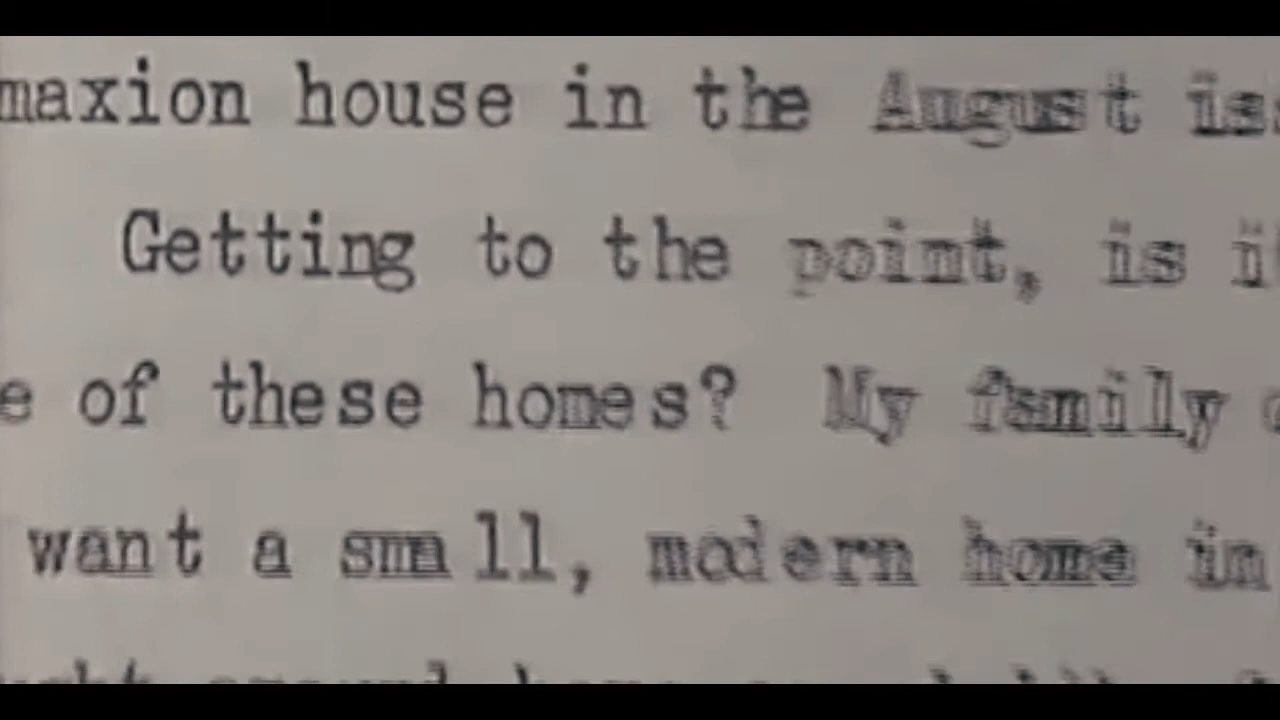 maxion house in the August is
Getting to the point, is i
e of these homes? My family
want a small, modern home in